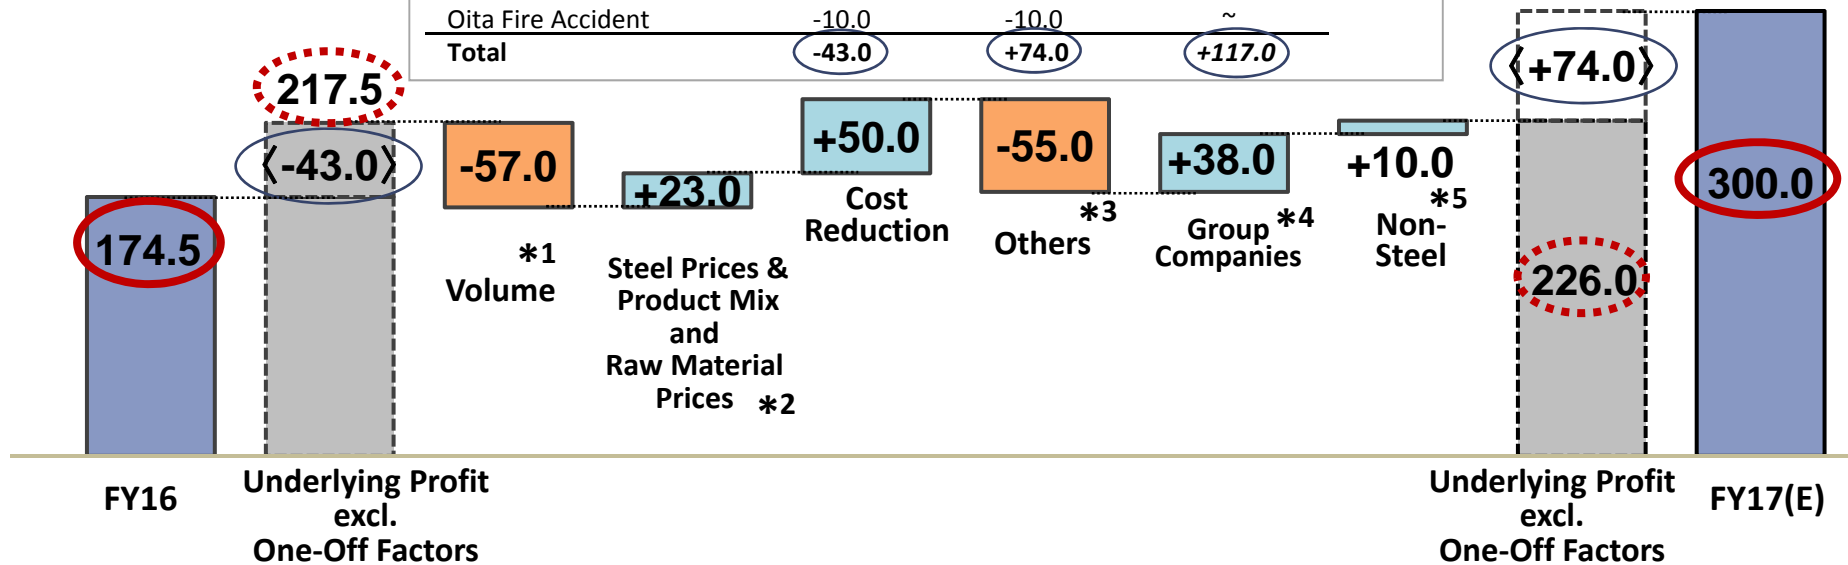 Oita Fire Accident -10.0 -10.0 ~
Total -43.0 +74.0 +117.0
217.5
〈-43.0〉
174.5
-57.0
+23.0
+50.0
-55.0
+38.0
+10.0
〈+74.0〉
226.0
300.0
*1
Volume
Steel Prices &
Product Mix
and
Raw Material
Prices *2
Cost
Reduction
*3
Others
Group *4
Companies
*5
Non-
Steel
FY16
Underlying Profit
excl.
One-Off Factors
Underlying Profit
excl.
One-Off Factors
FY17(E)